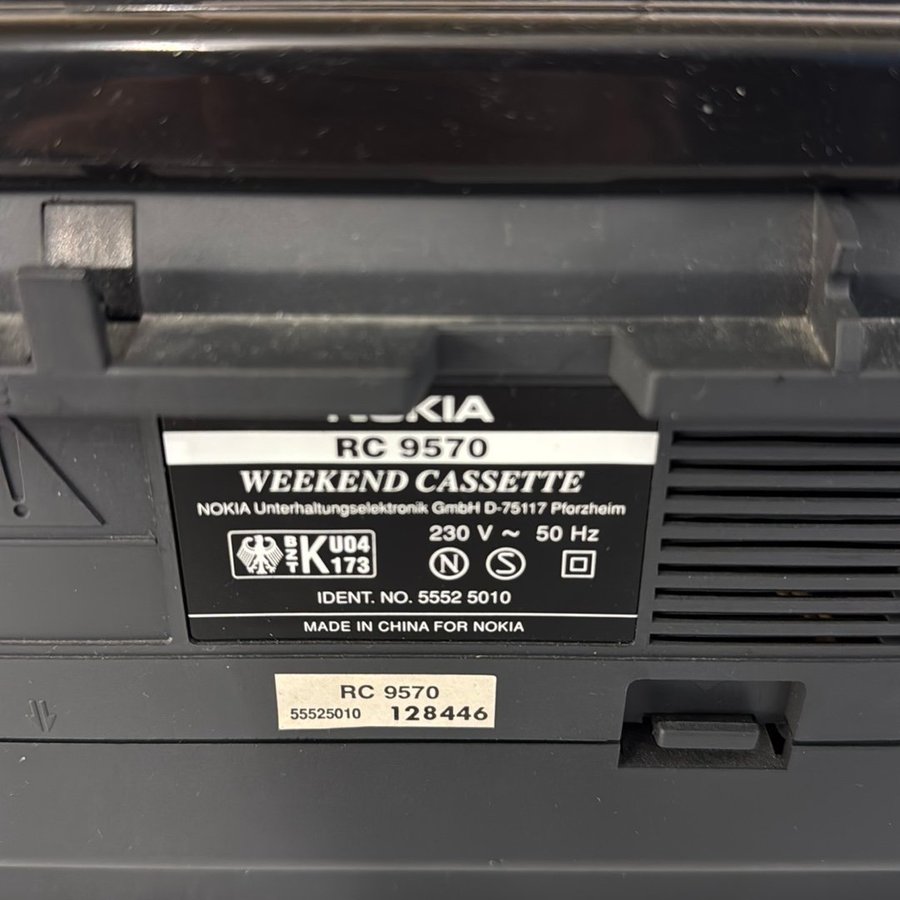 NOKIA
RC 9570
WEEKEND CASSETTE
NOKIA Unterhaltungselektronik GmbH D-75117 Pforzheim
230 V ~ 50 Hz
BZT K U04 173
N S
IDENT. NO. 5552 5010
MADE IN CHINA FOR NOKIA
RC 9570
55525010 128446